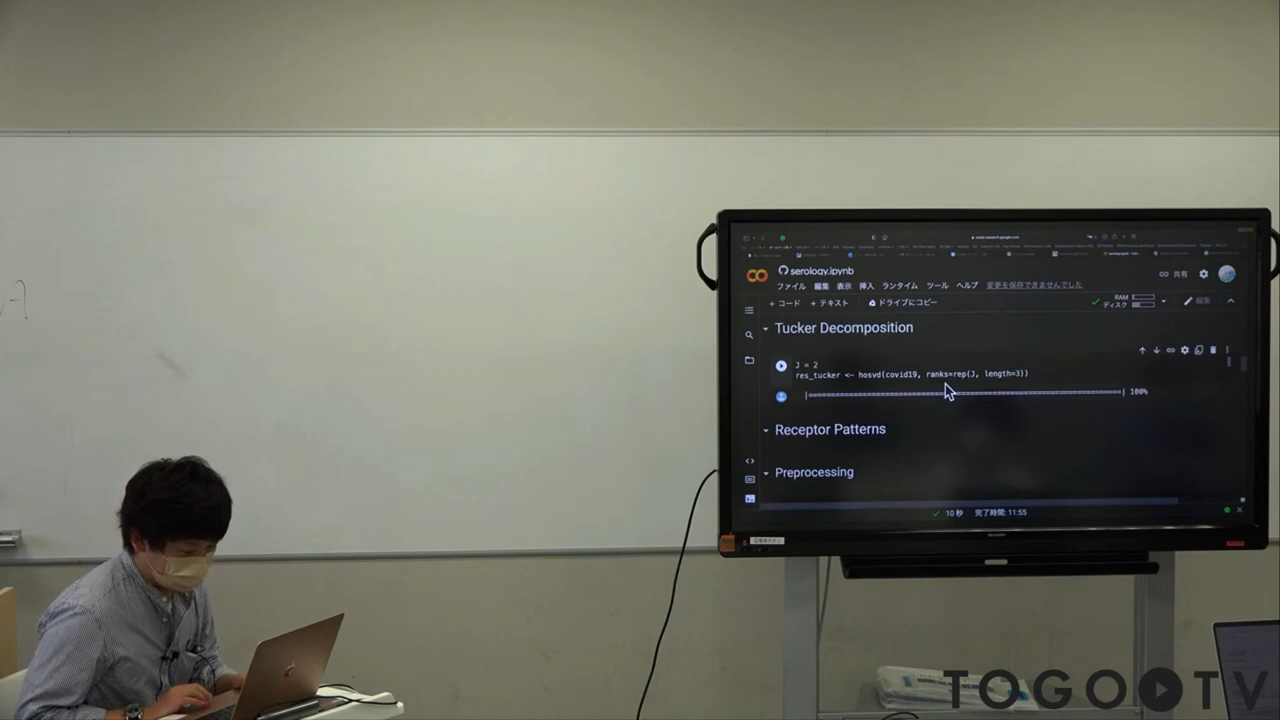 serology.ipynb
共有
ファイル 編集 表示 挿入 ランタイム ツール ヘルプ 変更を保存できませんでした
+ コード + テキスト ドライブにコピー
RAM
ディスク
編集
Tucker Decomposition
J = 2
res_tucker <- hosvd(covid19, ranks=rep(J, length=3))
100%
Receptor Patterns
Preprocessing
10 秒 完了時間: 11:55
SHARP
TOGO TV